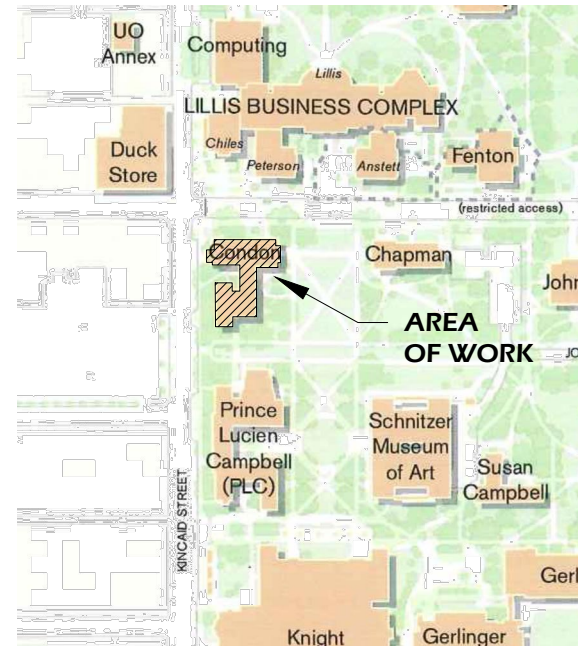 UO
Annex
Computing
Lillis
LILLIS BUSINESS COMPLEX
Chiles
Peterson
Anstett
Fenton
Duck
Store
(restricted access)
Condon
Chapman
John
AREA
OF WORK
JO
Prince
Lucien
Campbell
(PLC)
Schnitzer
Museum
of Art
Susan
Campbell
KINCAID STREET
Gerl
Knight
Gerlinger